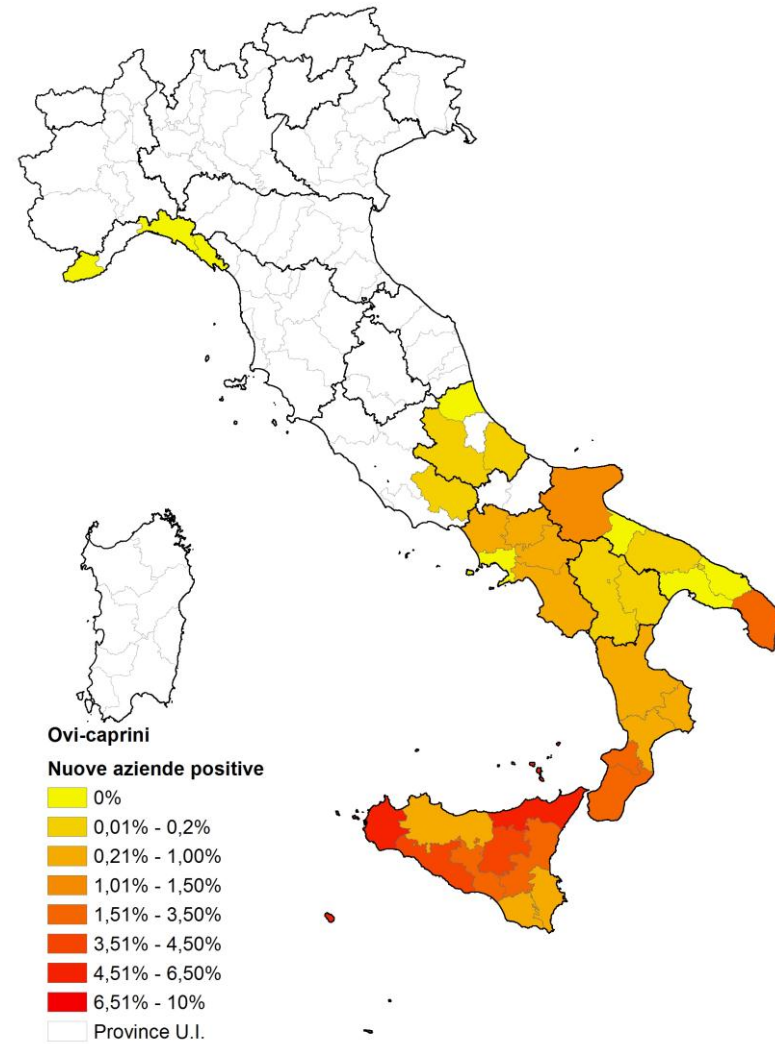 Ovi-caprini
Nuove aziende positive
0%
0,01% - 0,2%
0,21% - 1,00%
1,01% - 1,50%
1,51% - 3,50%
3,51% - 4,50%
4,51% - 6,50%
6,51% - 10%
Province U.I.